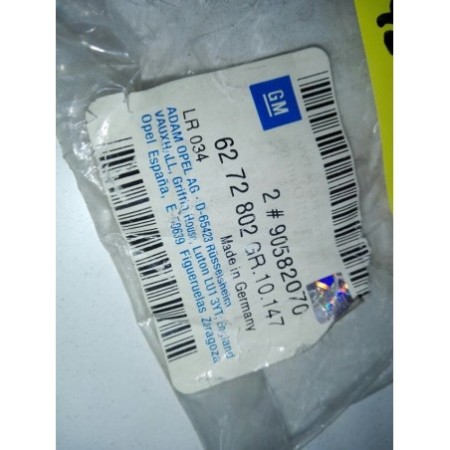 GM
2 # 90582070
62 72 802 GR.10.147
Made in Germany
LR 034
ADAM OPEL AG · D-65423 Rüsselsheim
VAUXHALL, Griffin House, Luton LU1 3YT, England
Opel España, E 50639 Figueruelas Zaragoza